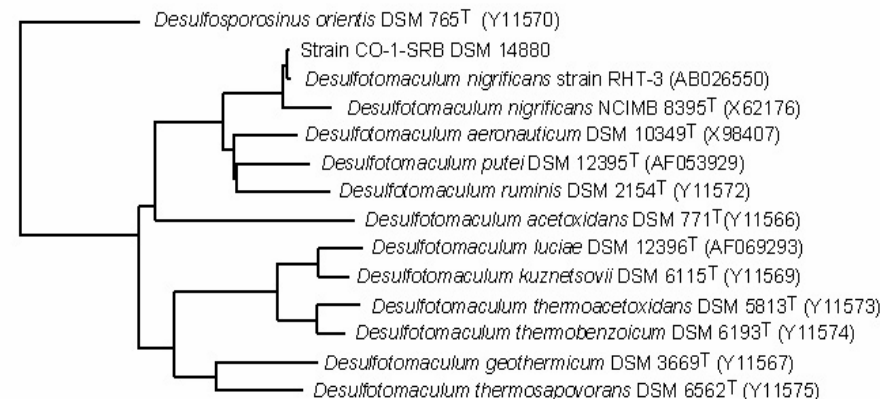 Desulfosporosinus orientis DSM 765T (Y11570)
Strain CO-1-SRB DSM 14880
Desulfotomaculum nigrificans strain RHT-3 (AB026550)
Desulfotomaculum nigrificans NCIMB 8395T (X62176)
Desulfotomaculum aeronauticum DSM 10349T (X98407)
Desulfotomaculum putei DSM 12395T (AF053929)
Desulfotomaculum ruminis DSM 2154T (Y11572)
Desulfotomaculum acetoxidans DSM 771T(Y11566)
Desulfotomaculum luciae DSM 12396T (AF069293)
Desulfotomaculum kuznetsovii DSM 6115T (Y11569)
Desulfotomaculum thermoacetoxidans DSM 5813T (Y11573)
Desulfotomaculum thermobenzoicum DSM 6193T (Y11574)
Desulfotomaculum geothermicum DSM 3669T (Y11567)
Desulfotomaculum thermosapovorans DSM 6562T (Y11575)